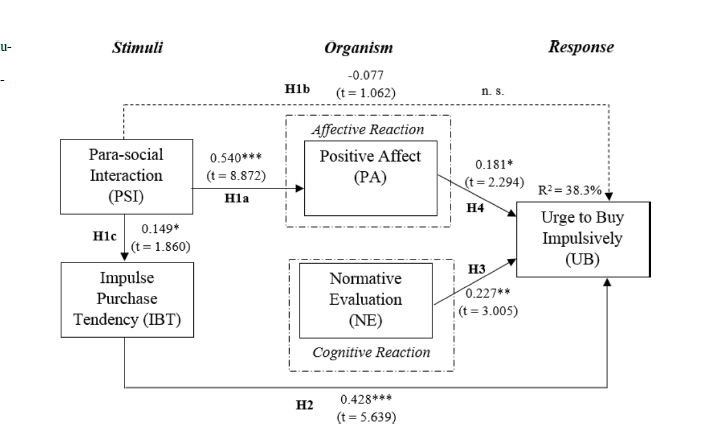 u-
-
Stimuli Organism Response
-0.077
H1b (t = 1.062) n. s.
Affective Reaction
Para-social
Interaction
(PSI)
0.540***
(t = 8.872)
H1a
Positive Affect
(PA)
0.181*
(t = 2.294)
H4
R² = 38.3%
Urge to Buy
Impulsively
(UB)
H1c
0.149*
(t = 1.860)
Impulse
Purchase
Tendency (IBT)
Normative
Evaluation
(NE)
Cognitive Reaction
H3
0.227**
(t = 3.005)
H2
0.428***
(t = 5.639)